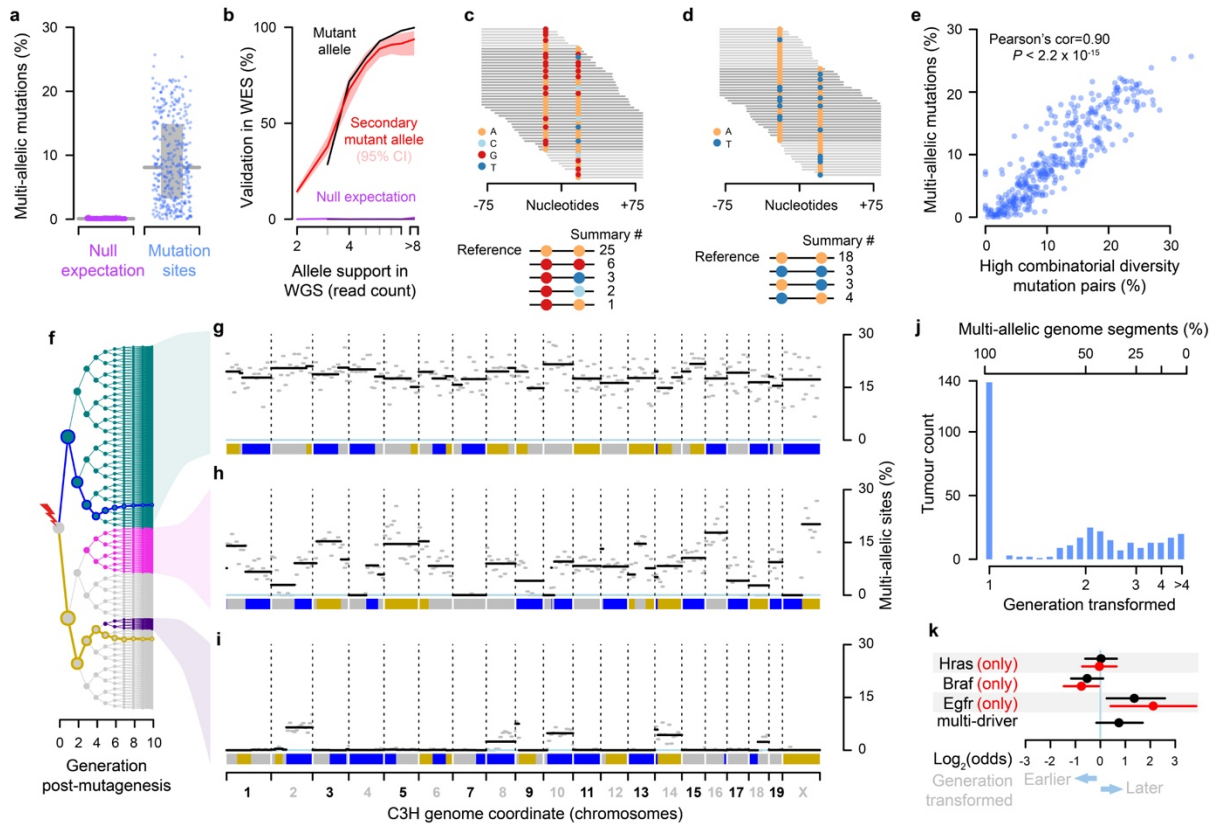 a
Multi-allelic mutations (%)
30
20
10
0
Null
expectation
Mutation
sites
b
Validation in WES (%)
100
50
0
Mutant
allele
Secondary
mutant allele
(95% CI)
Null expectation
2
4
>8
Allele support in
WGS (read count)
c
A
C
G
T
-75
Nucleotides
+75
Summary #
Reference
25
6
3
2
1
d
A
T
-75
Nucleotides
+75
Summary #
Reference
18
3
3
4
e
Multi-allelic mutations (%)
30
20
10
0
Pearson's cor=0.90
P < 2.2 x 10-15
0
10
20
30
High combinatorial diversity
mutation pairs (%)
f
0 2 4 6 8 10
Generation
post-mutagenesis
g
30
15
0
h
30
15
0
Multi-allelic sites (%)
i
30
15
0
1 2 3 4 5 6 7 8 9 10 11 12 13 14 15 16 17 18 19 X
C3H genome coordinate (chromosomes)
j
Multi-allelic genome segments (%)
100 50 25 0
Tumour count
140
100
50
0
1 2 3 4 >4
Generation transformed
k
Hras (only)
Braf (only)
Egfr (only)
multi-driver
Log2(odds)
-3 -2 -1 0 1 2 3
Generation
transformed
Earlier
Later